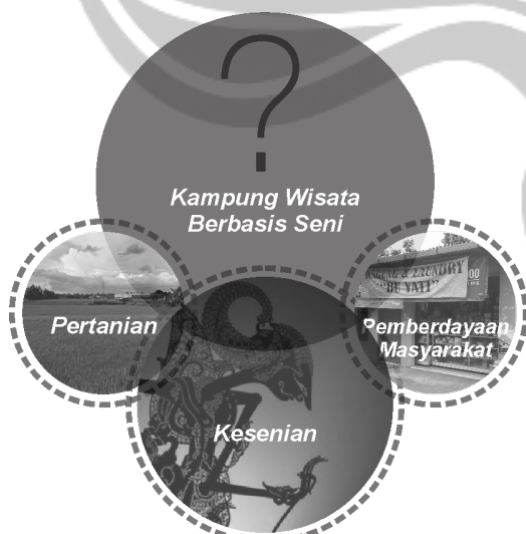 ?
Kampung Wisata
Berbasis Seni
Pertanian
Pemberdayaan
Masyarakat
Kesenian